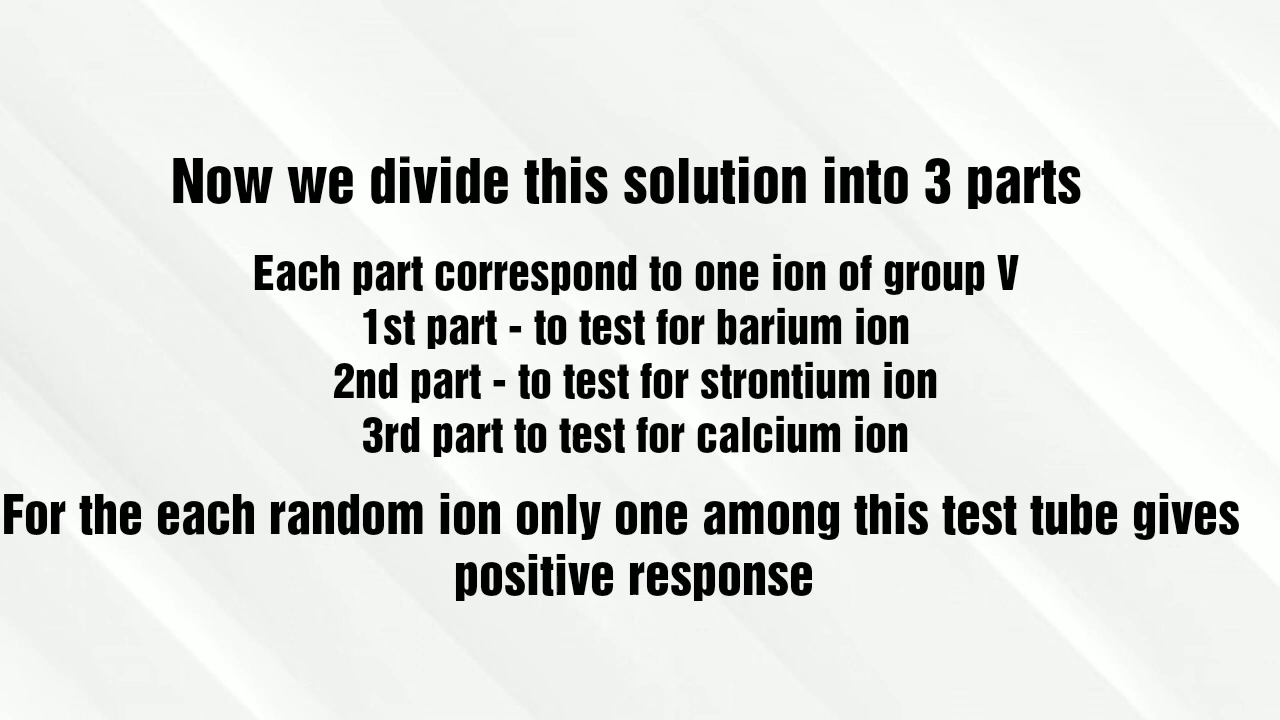 Now we divide this solution into 3 parts
Each part correspond to one ion of group V
1st part - to test for barium ion
2nd part - to test for strontium ion
3rd part to test for calcium ion
For the each random ion only one among this test tube gives
positive response